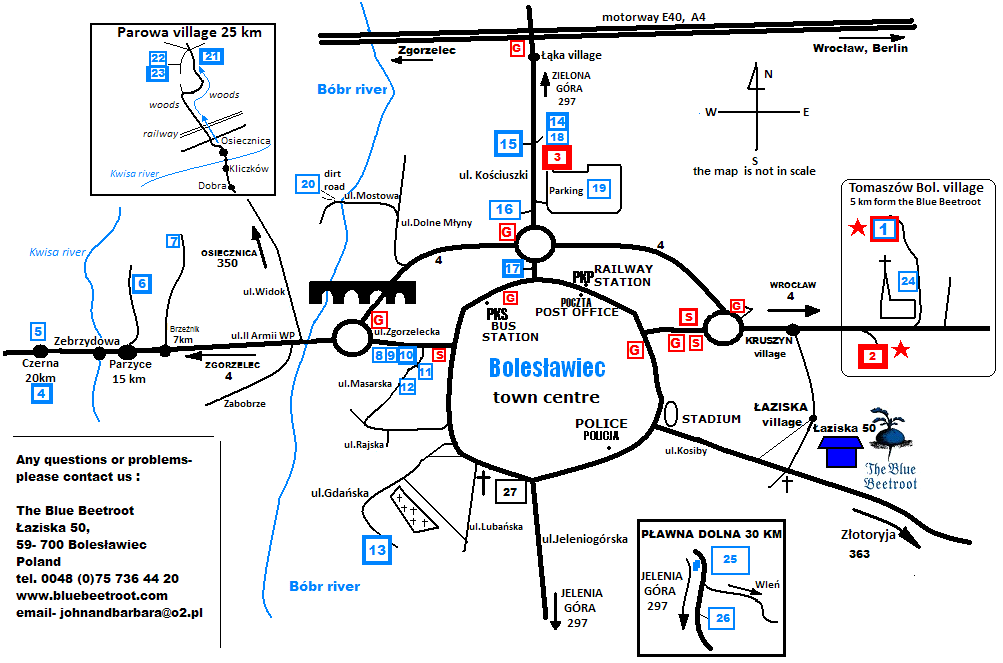 motorway E40, A4
Zgorzelec
Wrocław, Berlin
G
Łąka village
Parowa village 25 km
22
21
23
woods
woods
railway
Osiecznica
Kwisa river
Kliczków
Dobra
Bóbr river
ZIELONA
GÓRA
297
14
18
15
3
ul. Kościuszki
Parking
19
16
G
17
N
W
E
S
the map is not in scale
Tomaszów Bol. village
5 km form the Blue Beetroot
1
24
2
20
dirt
road
ul.Mostowa
ul.Dolne Młyny
4
4
Kwisa river
7
6
OSIECZNICA
350
ul.Widok
5
Zebrzydowa
Brzeźnik
7km
ul.II Armii WP
Czerna
20km
4
Parzyce
15 km
ZGORZELEC
4
Zabobrze
G
ul.Zgorzelecka
8
9
10
S
11
12
ul.Masarska
ul.Rajska
PKS
BUS
STATION
G
PKP
RAILWAY
STATION
POCZTA
POST OFFICE
Bolesławiec
town centre
POLICE
POLICJA
G
S
G
S
G
WROCŁAW
4
KRUSZYN
village
STADIUM
ul.Kosiby
ŁAZISKA
village
Łaziska 50
The Blue
Beetroot
Złotoryja
363
ul.Gdańska
13
27
ul.Lubańska
ul.Jeleniogórska
JELENIA
GÓRA
297
Bóbr river
PŁAWNA DOLNA 30 KM
25
JELENIA
GÓRA
297
Wleń
26
Any questions or problems-
please contact us :
The Blue Beetroot
Łaziska 50,
59- 700 Bolesławiec
Poland
tel. 0048 (0)75 736 44 20
www.bluebeetroot.com
email- johnandbarbara@o2.pl